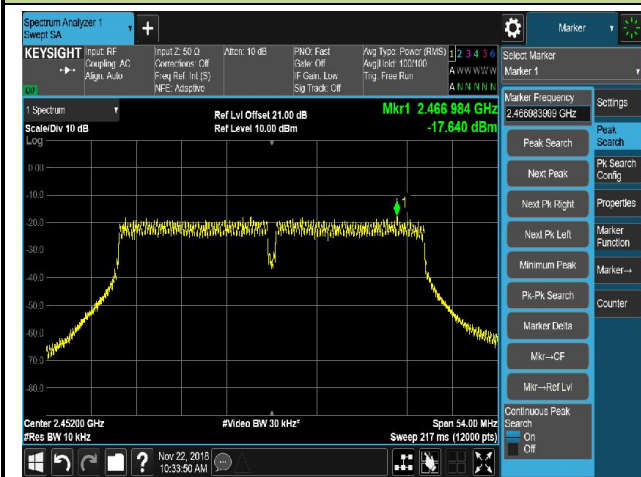 Spectrum Analyzer 1
Swept SA
+
Marker
KEYSIGHT
Input: RF
Coupling: AC
Align: Auto
Input Z: 50 Ω
Corrections: Off
Freq Ref: Int (S)
NFE: Adaptive
Atten: 10 dB
PNO: Fast
Gate: Off
IF Gain: Low
Sig Track: Off
Avg Type: Power (RMS)
Avg|Hold: 100/100
Trig: Free Run
1 2 3 4 5 6
A W W W W W
A N N N N N
Select Marker
Marker 1
1 Spectrum
Scale/Div 10 dB
Log
Ref Lvl Offset 21.00 dB
Ref Level 10.00 dBm
Mkr1 2.466 984 GHz
-17.640 dBm
Marker Frequency
2.466983999 GHz
Peak Search
Next Peak
Next Pk Right
Next Pk Left
Minimum Peak
Pk-Pk Search
Marker Delta
Mkr→CF
Mkr→Ref Lvl
Continuous Peak
Search
On
Off
Settings
Peak
Search
Pk Search
Config
Properties
Marker
Function
Marker→
Counter
0.00
-10.0
-20.0
-30.0
-40.0
-50.0
-60.0
-70.0
-80.0
1
Center 2.45200 GHz
#Res BW 10 kHz
#Video BW 30 kHz*
Span 54.00 MHz
Sweep 217 ms (12000 pts)
?
Nov 22, 2018
10:33:50 AM